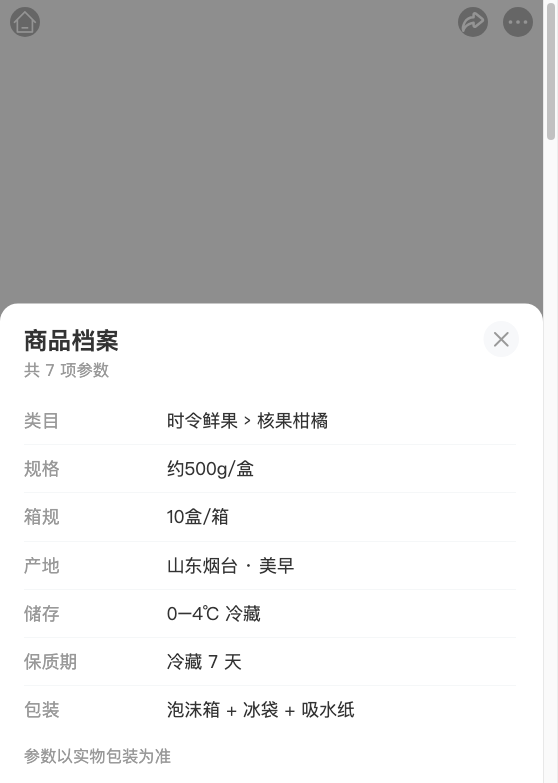 商品档案
共 7 项参数
类目 时令鲜果 › 核果柑橘
规格 约500g/盒
箱规 10盒/箱
产地 山东烟台 · 美早
储存 0—4℃ 冷藏
保质期 冷藏 7 天
包装 泡沫箱 + 冰袋 + 吸水纸
参数以实物包装为准